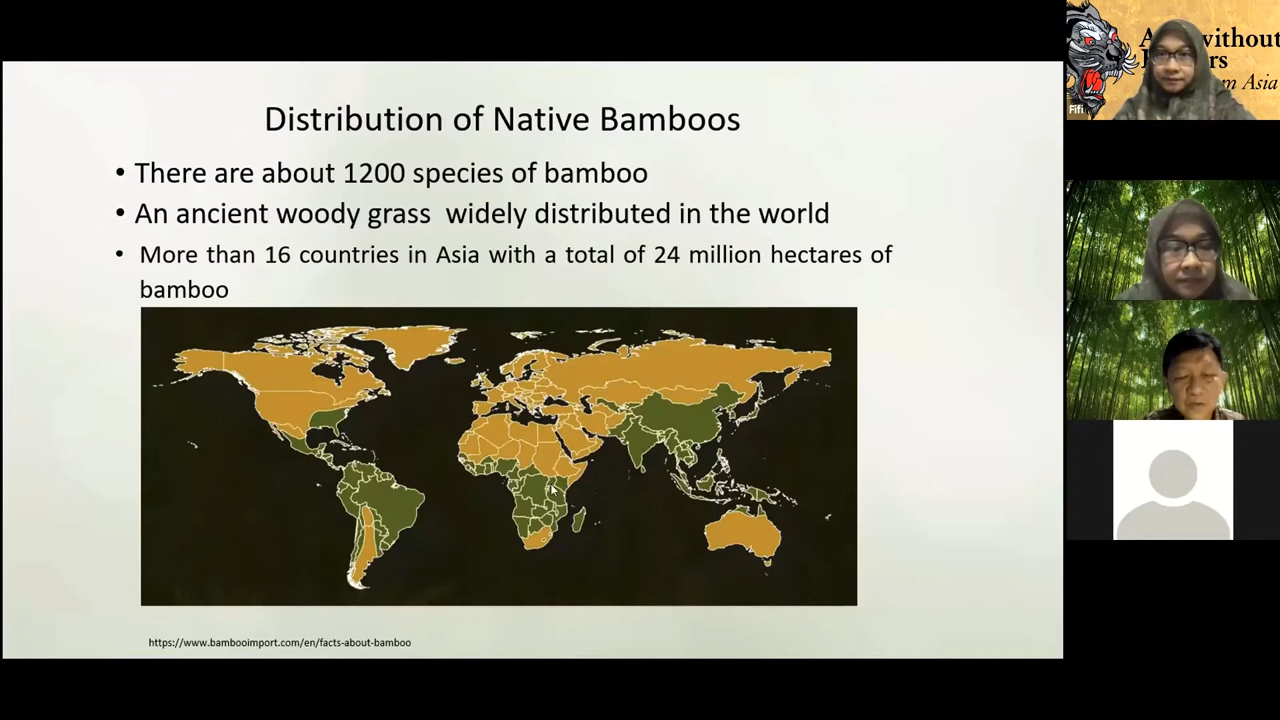 Distribution of Native Bamboos
• There are about 1200 species of bamboo
• An ancient woody grass widely distributed in the world
• More than 16 countries in Asia with a total of 24 million hectares of
bamboo
https://www.bambooimport.com/en/facts-about-bamboo
Fifi
Asia